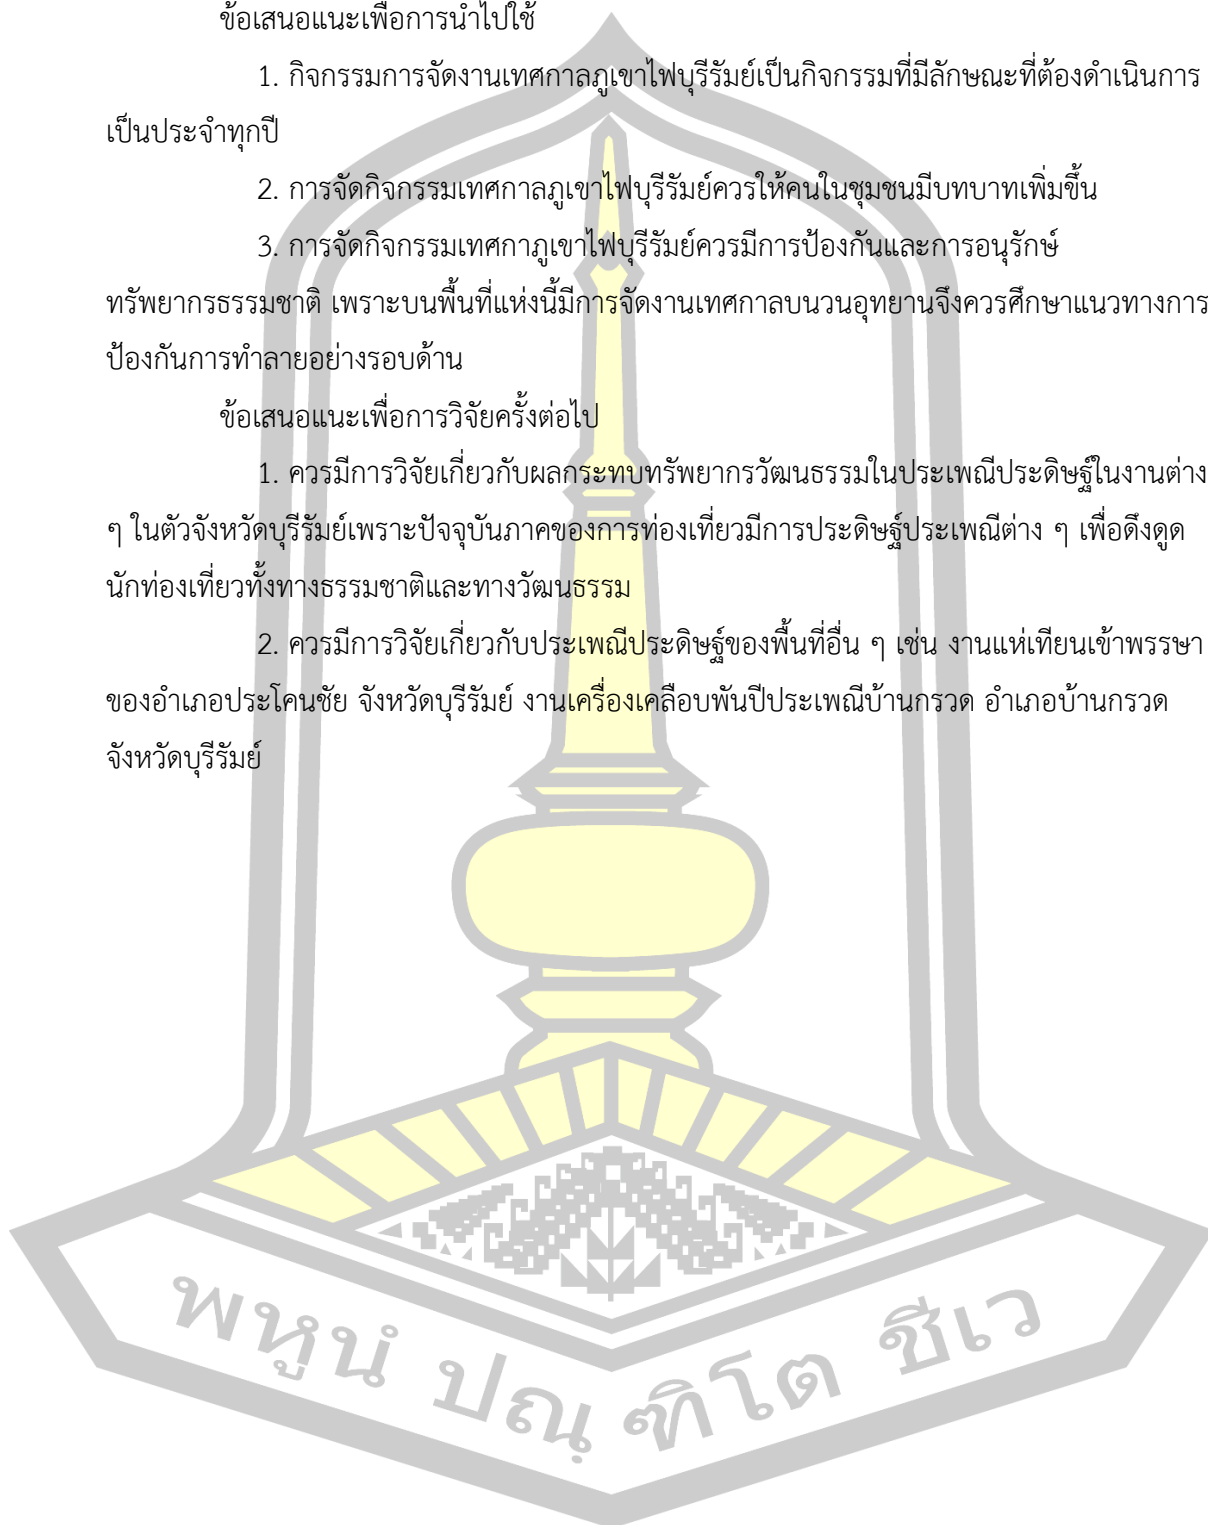 ข้อเสนอแนะเพื่อการนำไปใช้
1. กิจกรรมการจัดงานเทศกาลภูเขาไฟบุรีรัมย์เป็นกิจกรรมที่มีลักษณะที่ต้องดำเนินการ
เป็นประจำทุกปี
2. การจัดกิจกรรมเทศกาลภูเขาไฟบุรีรัมย์ควรให้คนในชุมชนมีบทบาทเพิ่มขึ้น
3. การจัดกิจกรรมเทศกาภูเขาไฟบุรีรัมย์ควรมีการป้องกันและการอนุรักษ์
ทรัพยากรธรรมชาติ เพราะบนพื้นที่แห่งนี้มีการจัดงานเทศกาลบนวนอุทยานจึงควรศึกษาแนวทางการ
ป้องกันการทำลายอย่างรอบด้าน
ข้อเสนอแนะเพื่อการวิจัยครั้งต่อไป
1. ควรมีการวิจัยเกี่ยวกับผลกระทบทรัพยากรวัฒนธรรมในประเพณีประดิษฐ์ในงานต่าง
ๆ ในตัวจังหวัดบุรีรัมย์เพราะปัจจุบันภาคของการท่องเที่ยวมีการประดิษฐ์ประเพณีต่าง ๆ เพื่อดึงดูด
นักท่องเที่ยวทั้งทางธรรมชาติและทางวัฒนธรรม
2. ควรมีการวิจัยเกี่ยวกับประเพณีประดิษฐ์ของพื้นที่อื่น ๆ เช่น งานแห่เทียนเข้าพรรษา
ของอำเภอประโคนชัย จังหวัดบุรีรัมย์ งานเครื่องเคลือบพันปีประเพณีบ้านกรวด อำเภอบ้านกรวด
จังหวัดบุรีรัมย์
พหูนํ ปณฺ ฑิโต ชีเว